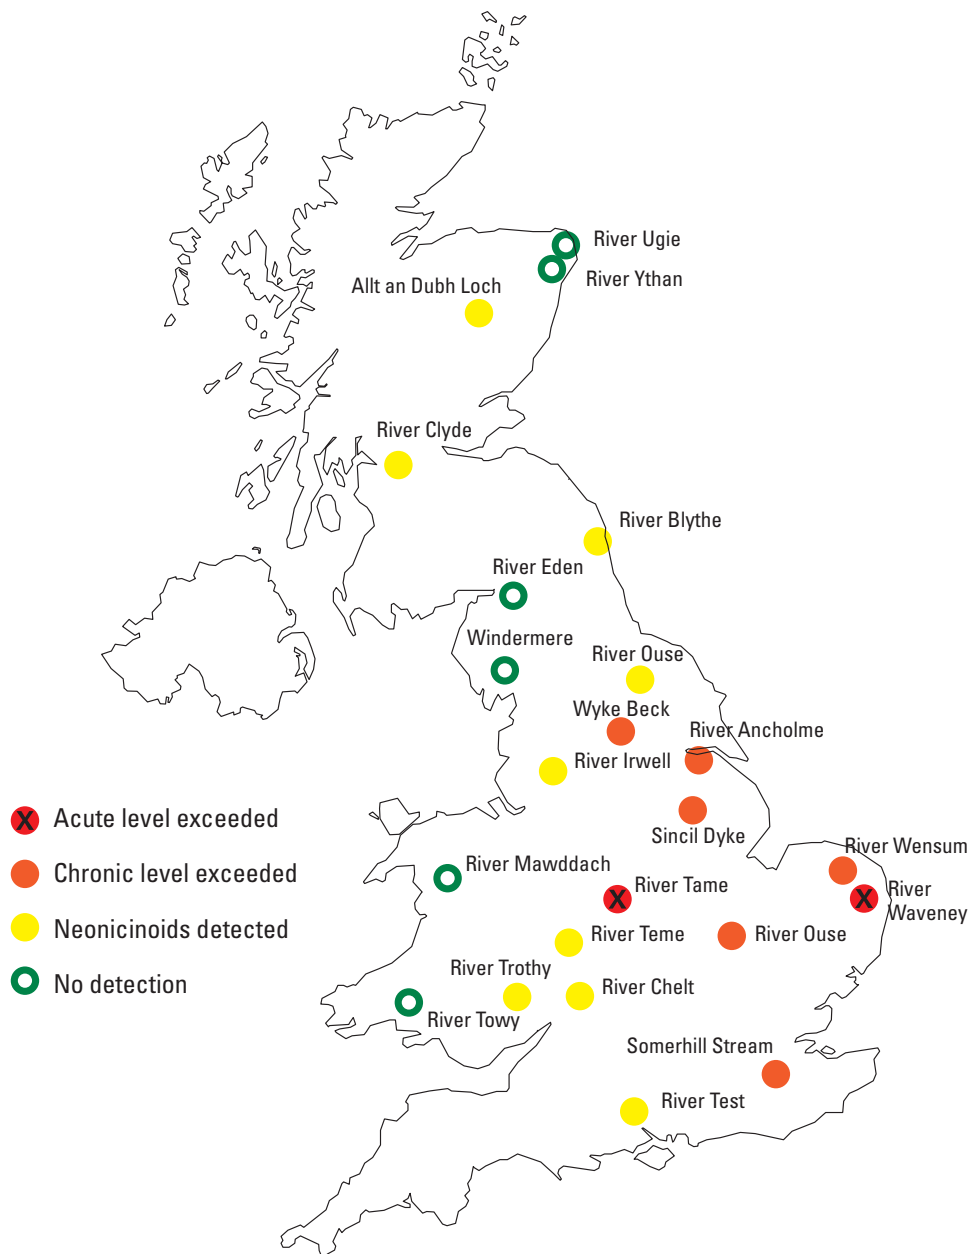 River Ugie
River Ythan
Allt an Dubh Loch
River Clyde
River Blythe
River Eden
Windermere
River Ouse
Wyke Beck
River Ancholme
River Irwell
Sincil Dyke
River Wensum
River Mawddach
River Tame
X
River
Waveney
X
River Teme
River Ouse
River Trothy
River Chelt
River Towy
Somerhill Stream
River Test
X Acute level exceeded
Chronic level exceeded
Neonicinoids detected
No detection